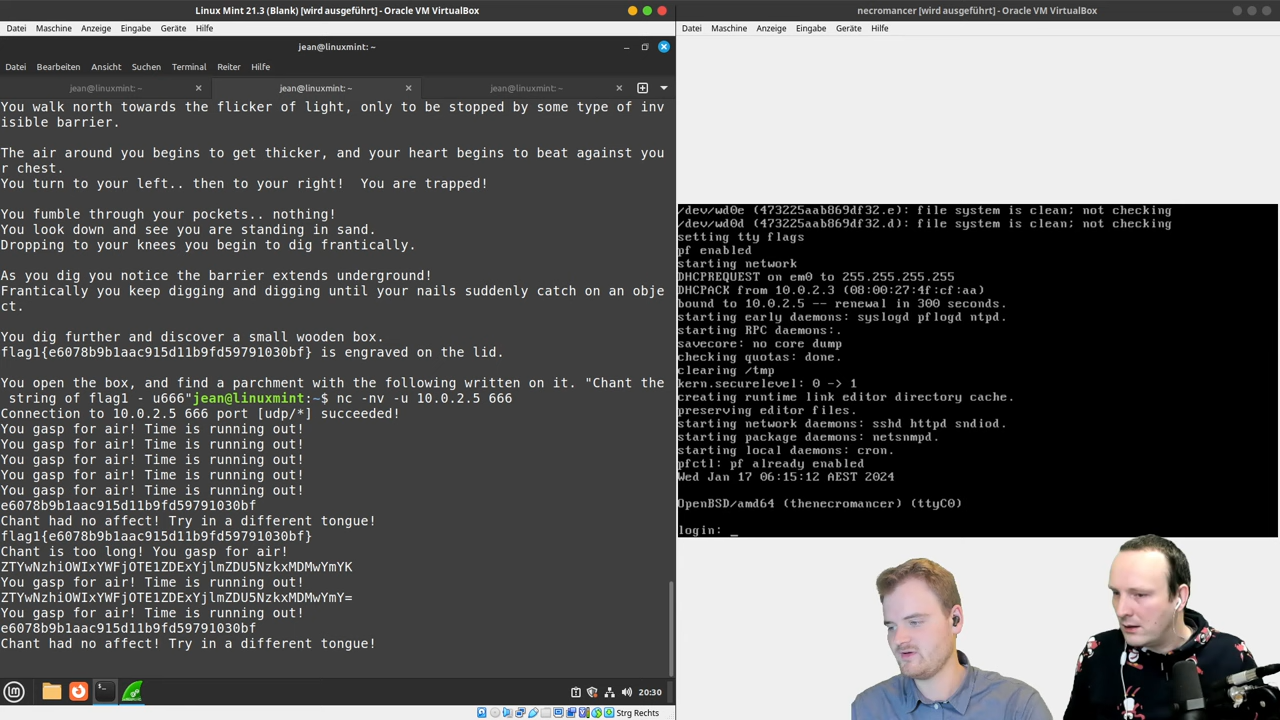 Linux Mint 21.3 (Blank) [wird ausgeführt] - Oracle VM VirtualBox
Datei Maschine Anzeige Eingabe Geräte Hilfe
jean@linuxmint: ~
Datei Bearbeiten Ansicht Suchen Terminal Reiter Hilfe
jean@linuxmint: ~ jean@linuxmint: ~ jean@linuxmint: ~
You walk north towards the flicker of light, only to be stopped by some type of inv
isible barrier.
The air around you begins to get thicker, and your heart begins to beat against you
r chest.
You turn to your left.. then to your right!  You are trapped!
You fumble through your pockets.. nothing!
You look down and see you are standing in sand.
Dropping to your knees you begin to dig frantically.
As you dig you notice the barrier extends underground!
Frantically you keep digging and digging until your nails suddenly catch on an obje
ct.
You dig further and discover a small wooden box.
flag1{e6078b9b1aac915d11b9fd59791030bf} is engraved on the lid.
You open the box, and find a parchment with the following written on it. "Chant the
 string of flag1 - u666"jean@linuxmint:~$ nc -nv -u 10.0.2.5 666
Connection to 10.0.2.5 666 port [udp/*] succeeded!
You gasp for air! Time is running out!
You gasp for air! Time is running out!
You gasp for air! Time is running out!
You gasp for air! Time is running out!
You gasp for air! Time is running out!
e6078b9b1aac915d11b9fd59791030bf
Chant had no affect! Try in a different tongue!
flag1{e6078b9b1aac915d11b9fd59791030bf}
Chant is too long! You gasp for air!
ZTYwNzhiOWIxYWFjOTE1ZDExYjlmZDU5NzkxMDMwYmYK
You gasp for air! Time is running out!
ZTYwNzhiOWIxYWFjOTE1ZDExYjlmZDU5NzkxMDMwYmY=
You gasp for air! Time is running out!
e6078b9b1aac915d11b9fd59791030bf
Chant had no affect! Try in a different tongue!
20:30
Strg Rechts
necromancer [wird ausgeführt] - Oracle VM VirtualBox
Datei Maschine Anzeige Eingabe Geräte Hilfe
/dev/wd0e (473225aab869df32.e): file system is clean; not checking
/dev/wd0d (473225aab869df32.d): file system is clean; not checking
setting tty flags
pf enabled
starting network
DHCPREQUEST on em0 to 255.255.255.255
DHCPACK from 10.0.2.3 (08:00:27:4f:cf:aa)
bound to 10.0.2.5 -- renewal in 300 seconds.
starting early daemons: syslogd pflogd ntpd.
starting RPC daemons:.
savecore: no core dump
checking quotas: done.
clearing /tmp
kern.securelevel: 0 -> 1
creating runtime link editor directory cache.
preserving editor files.
starting network daemons: sshd httpd sndiod.
starting package daemons: netsnmpd.
starting local daemons: cron.
pfctl: pf already enabled
Wed Jan 17 06:15:12 AEST 2024
OpenBSD/amd64 (thenecromancer) (ttyC0)
login: _